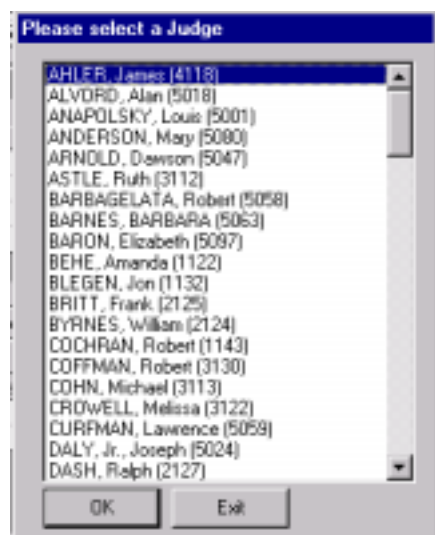 Please select a Judge
AHLER, James (4118)
ALVORD, Alan (5018)
ANAPOLSKY, Louis (5001)
ANDERSON, Mary (5080)
ARNOLD, Dawson (5047)
ASTLE, Ruth (3112)
BARBAGELATA, Robert (5058)
BARNES, BARBARA (5063)
BARON, Elizabeth (5097)
BEHE, Amanda (1122)
BLEGEN, Jon (1132)
BRITT, Frank (2125)
BYRNES, William (2124)
COCHRAN, Robert (1143)
COFFMAN, Robert (3130)
COHN, Michael (3113)
CROWELL, Melissa (3122)
CURFMAN, Lawrence (5059)
DALY, Jr., Joseph (5024)
DASH, Ralph (2127)
OK Exit